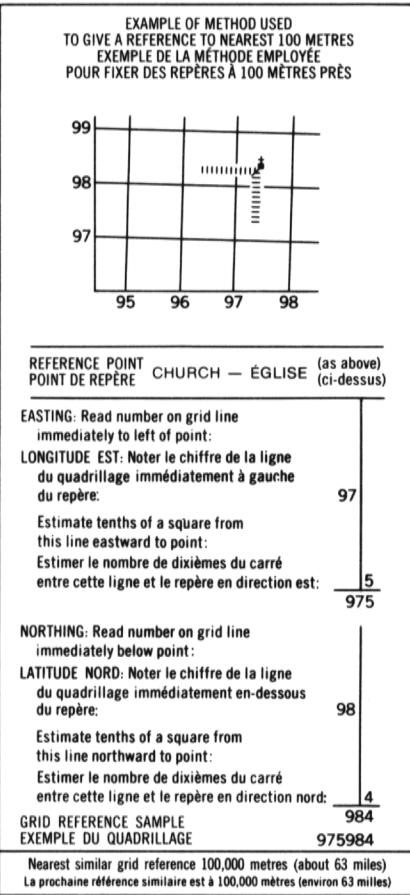 EXAMPLE OF METHOD USED
TO GIVE A REFERENCE TO NEAREST 100 METRES
EXEMPLE DE LA MÉTHODE EMPLOYÉE
POUR FIXER DES REPÈRES À 100 MÈTRES PRÈS
99
98
97
95 96 97 98
REFERENCE POINT
POINT DE REPÈRE CHURCH — ÉGLISE (as above)
(ci-dessus)
EASTING: Read number on grid line
immediately to left of point:
LONGITUDE EST: Noter le chiffre de la ligne
du quadrillage immédiatement à gauche
du repère: 97
Estimate tenths of a square from
this line eastward to point:
Estimer le nombre de dixièmes du carré
entre cette ligne et le repère en direction est: 5
975
NORTHING: Read number on grid line
immediately below point:
LATITUDE NORD: Noter le chiffre de la ligne
du quadrillage immédiatement en-dessous
du repère: 98
Estimate tenths of a square from
this line northward to point:
Estimer le nombre de dixièmes du carré
entre cette ligne et le repère en direction nord: 4
984
GRID REFERENCE SAMPLE
EXEMPLE DU QUADRILLAGE 975984
Nearest similar grid reference 100,000 metres (about 63 miles)
La prochaine référence similaire est à 100,000 mètres (environ 63 milles)